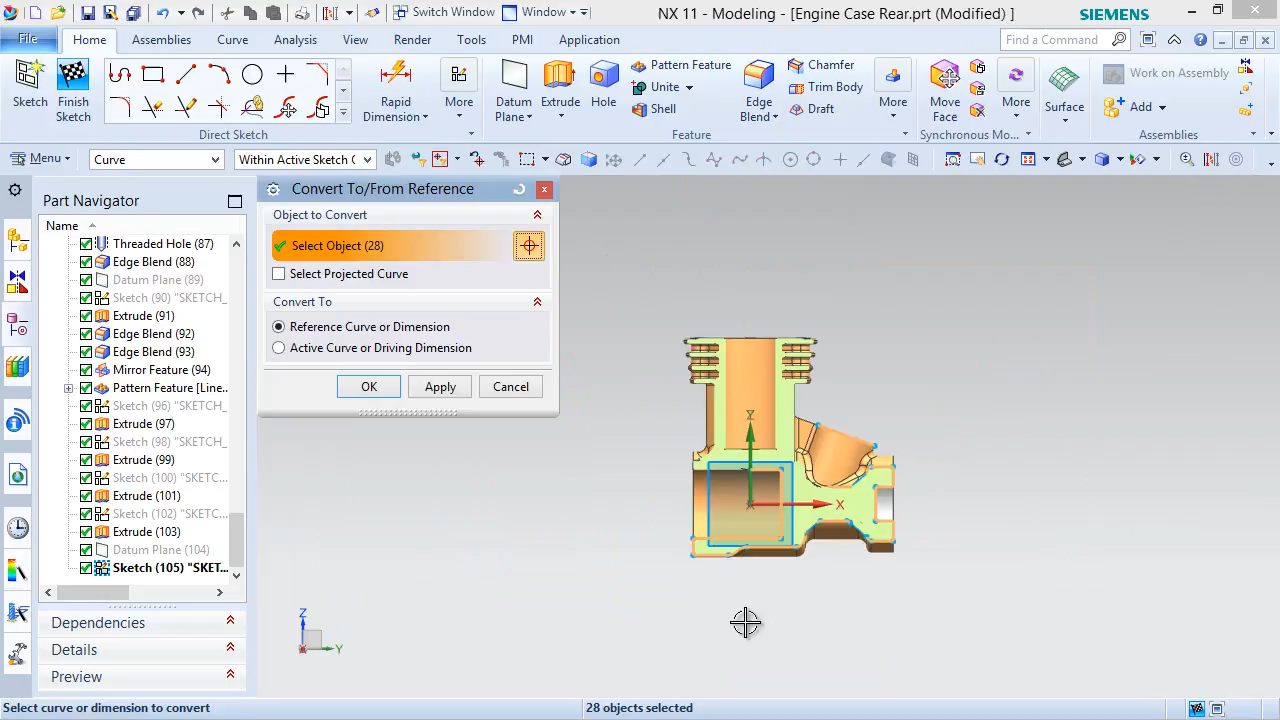 NX 11 - Modeling - [Engine Case Rear.prt (Modified) ]
SIEMENS
Switch Window
Window
File
Home
Assemblies
Curve
Analysis
View
Render
Tools
PMI
Application
Find a Command
Sketch
Finish
Sketch
Rapid
Dimension
More
Direct Sketch
Datum
Plane
Extrude
Hole
Pattern Feature
Unite
Shell
Edge
Blend
Chamfer
Trim Body
Draft
More
Feature
Move
Face
More
Synchronous Mo...
Surface
Work on Assembly
Add
Assemblies
Menu
Curve
Within Active Sketch O
Part Navigator
Name
Threaded Hole (87)
Edge Blend (88)
Datum Plane (89)
Sketch (90) "SKETCH_
Extrude (91)
Edge Blend (92)
Edge Blend (93)
Mirror Feature (94)
Pattern Feature [Line..
Sketch (96) "SKETCH_
Extrude (97)
Sketch (98) "SKETCH_
Extrude (99)
Sketch (100) "SKETC...
Extrude (101)
Sketch (102) "SKETC...
Extrude (103)
Datum Plane (104)
Sketch (105) "SKET...
Dependencies
Details
Preview
Convert To/From Reference
Object to Convert
Select Object (28)
Select Projected Curve
Convert To
Reference Curve or Dimension
Active Curve or Driving Dimension
OK
Apply
Cancel
Y
X
Z
Y
Select curve or dimension to convert
28 objects selected